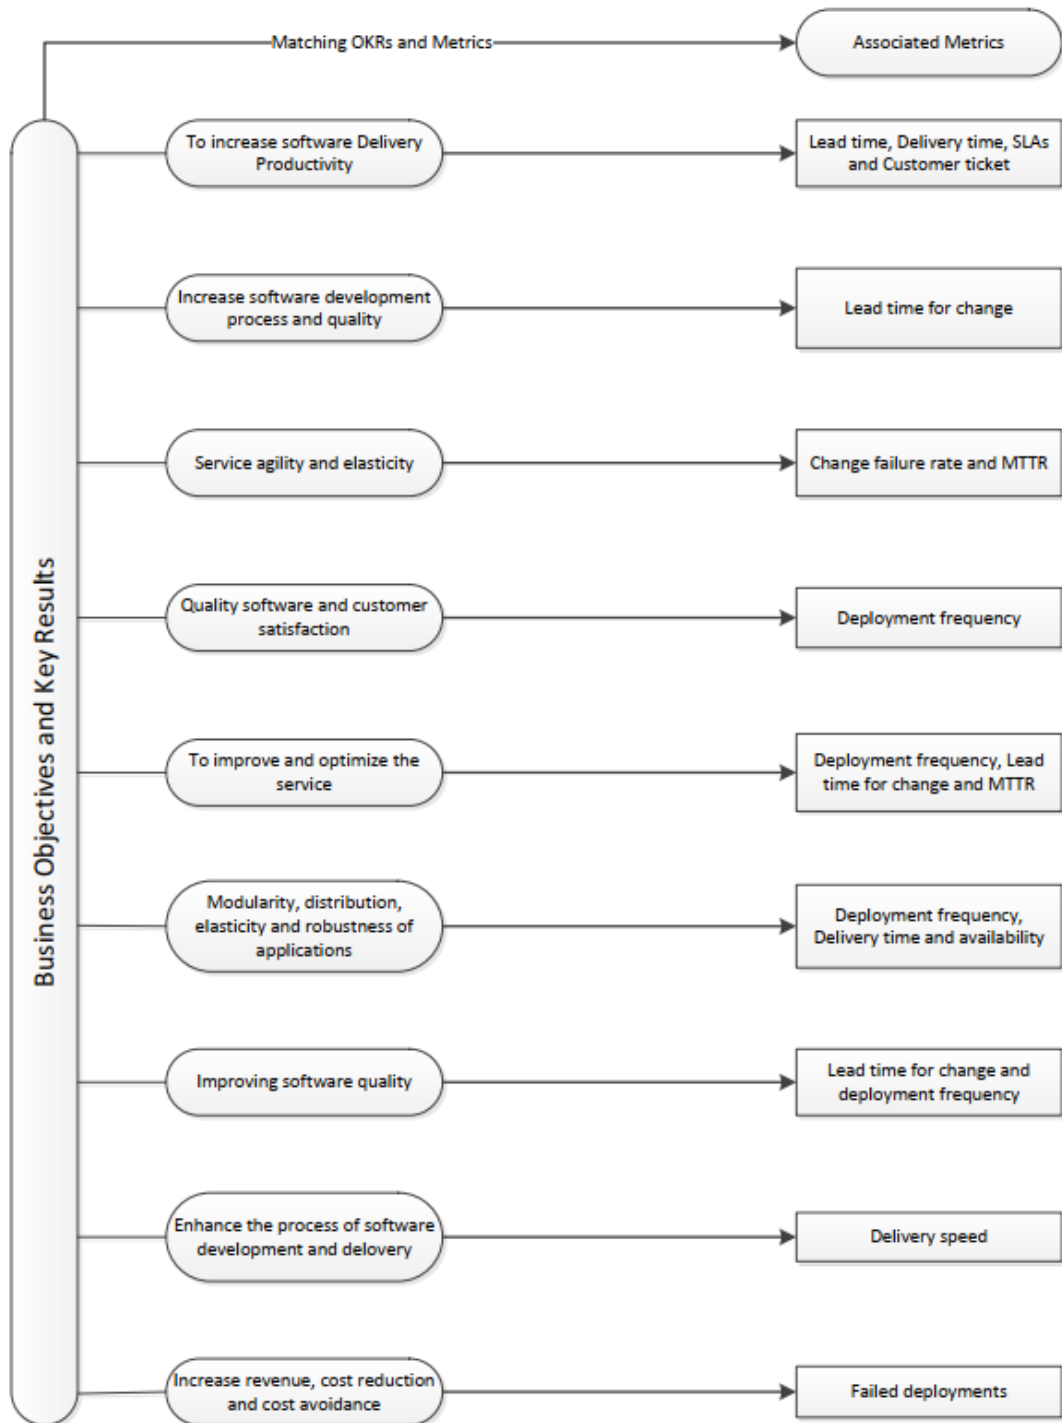 Matching OKRs and Metrics
Associated Metrics
Business Objectives and Key Results
To increase software Delivery
Productivity
Lead time, Delivery time, SLAs
and Customer ticket
Increase software development
process and quality
Lead time for change
Service agility and elasticity
Change failure rate and MTTR
Quality software and customer
satisfaction
Deployment frequency
To improve and optimize the
service
Deployment frequency, Lead
time for change and MTTR
Modularity, distribution,
elasticity and robustness of
applications
Deployment frequency,
Delivery time and availability
Improving software quality
Lead time for change and
deployment frequency
Enhance the process of software
development and delovery
Delivery speed
Increase revenue, cost reduction
and cost avoidance
Failed deployments